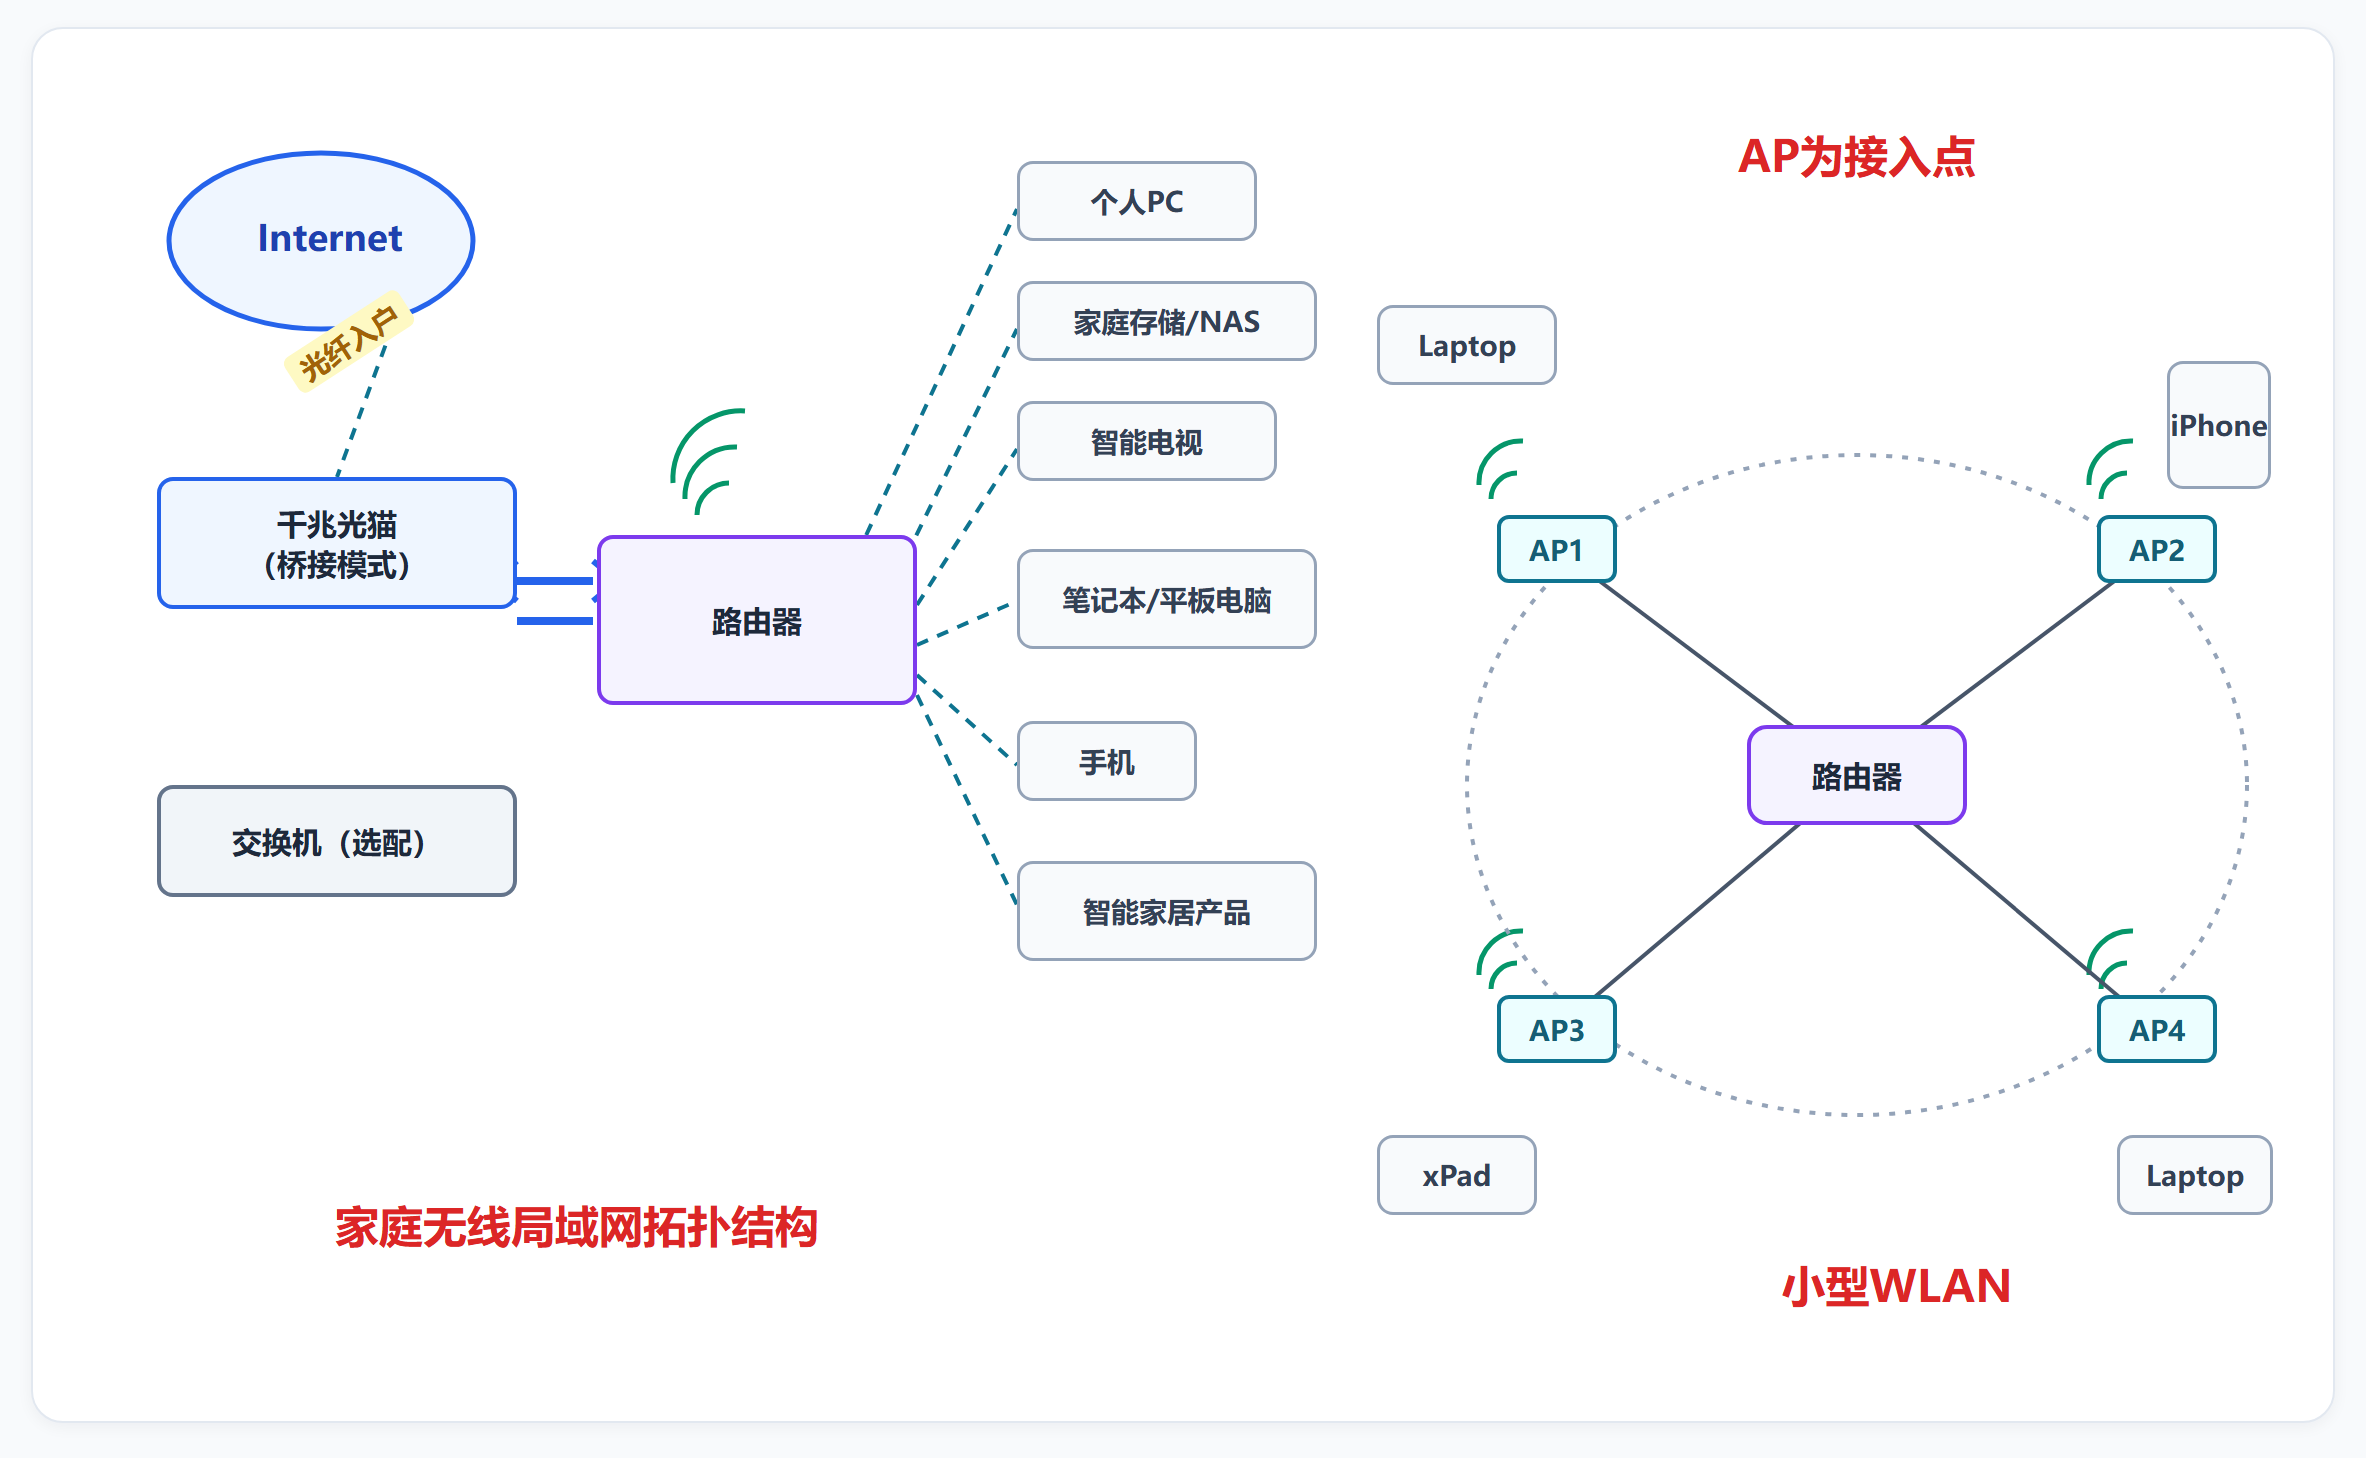 Internet
光纤入户
千兆光猫
（桥接模式）
交换机（选配）
路由器
个人PC
家庭存储/NAS
智能电视
笔记本/平板电脑
手机
智能家居产品
家庭无线局域网拓扑结构
AP为接入点
Laptop
iPhone
AP1
AP2
路由器
AP3
AP4
xPad
Laptop
小型WLAN